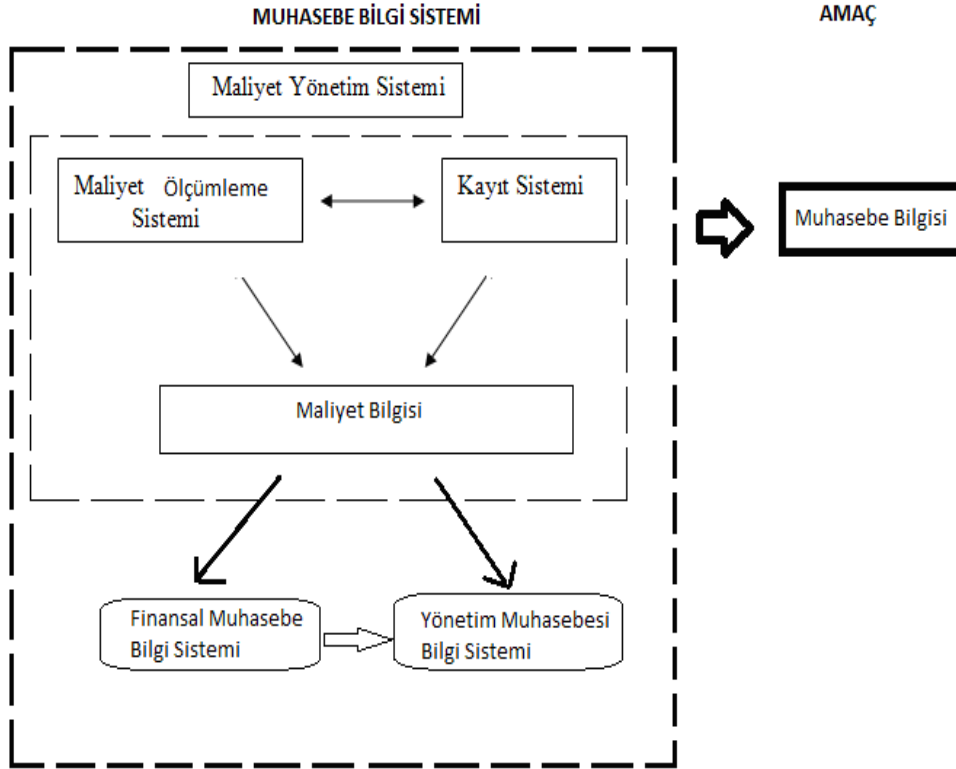 MUHASEBE BİLGİ SİSTEMİ
AMAÇ
Maliyet Yönetim Sistemi
Maliyet Ölçümleme
Sistemi
Kayıt Sistemi
Muhasebe Bilgisi
Maliyet Bilgisi
Finansal Muhasebe
Bilgi Sistemi
Yönetim Muhasebesi
Bilgi Sistemi